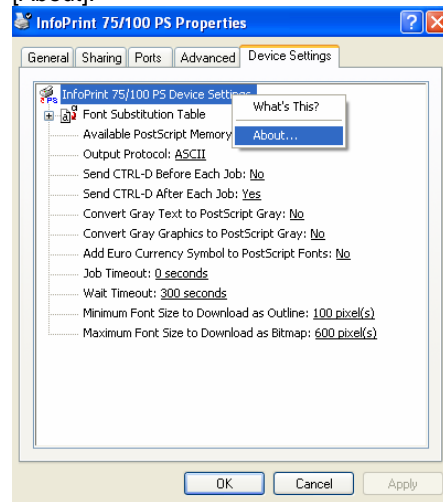 [About].
InfoPrint 75/100 PS Properties
General Sharing Ports Advanced Device Settings
InfoPrint 75/100 PS Device Settings
What's This?
Font Substitution Table
Available PostScript Memory
About...
Output Protocol: ASCII
Send CTRL-D Before Each Job: No
Send CTRL-D After Each Job: Yes
Convert Gray Text to PostScript Gray: No
Convert Gray Graphics to PostScript Gray: No
Add Euro Currency Symbol to PostScript Fonts: No
Job Timeout: 0 seconds
Wait Timeout: 300 seconds
Minimum Font Size to Download as Outline: 100 pixel(s)
Maximum Font Size to Download as Bitmap: 600 pixel(s)
OK Cancel Apply